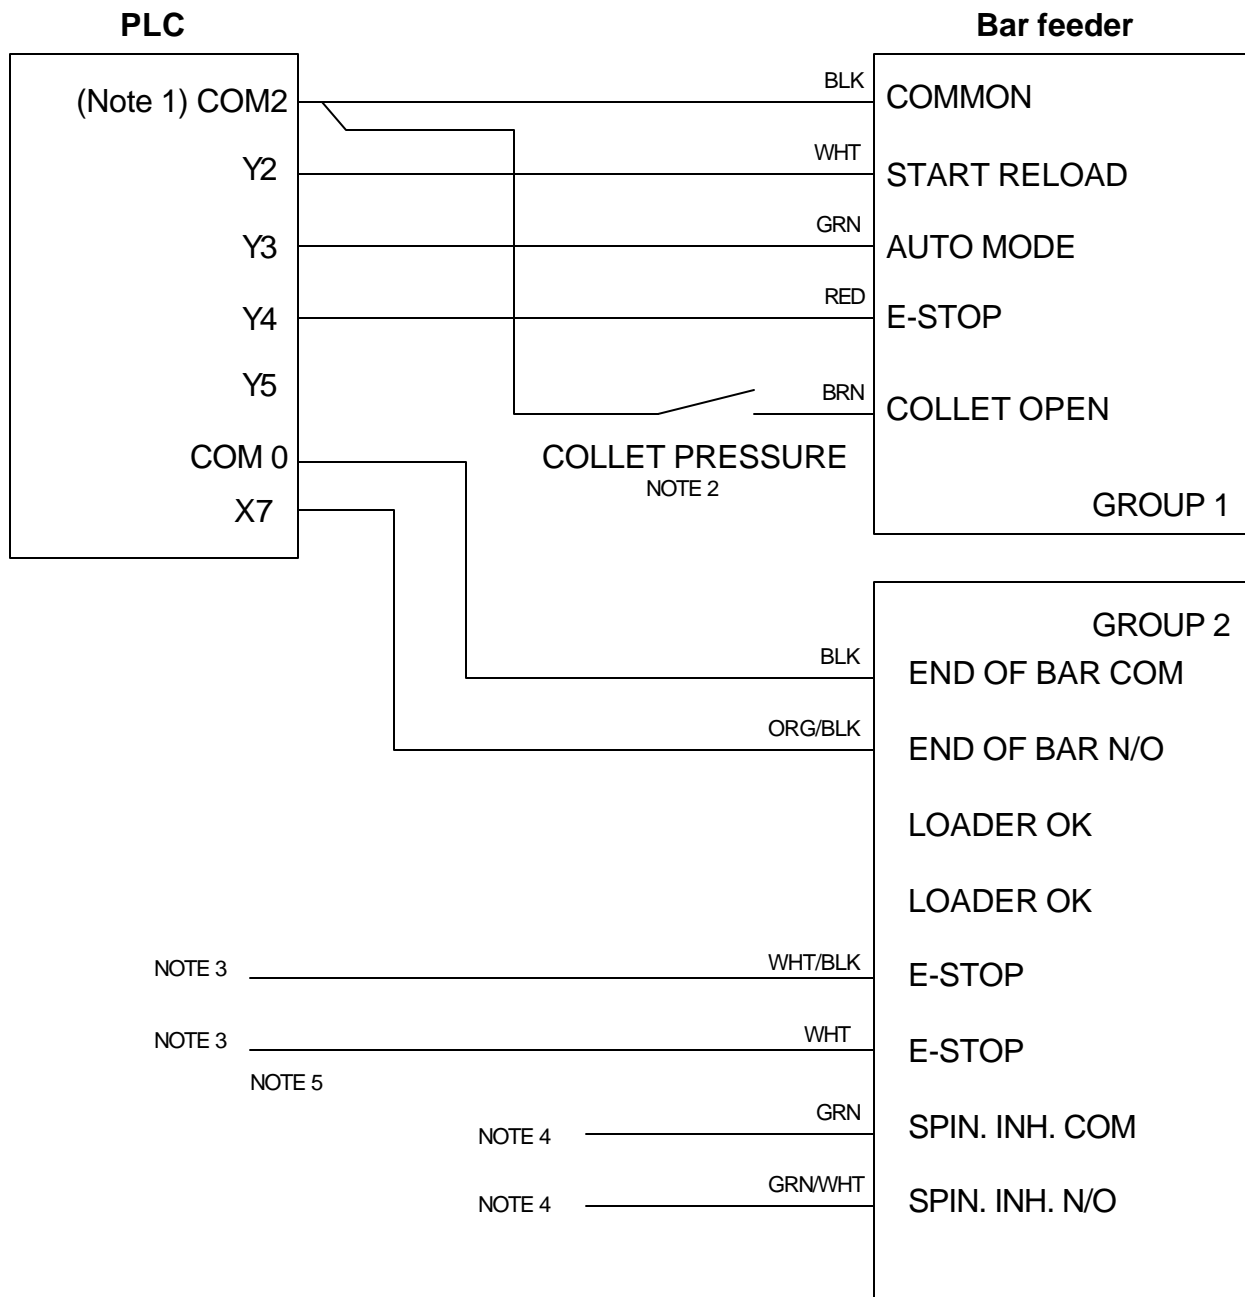 PLC
Bar feeder
(Note 1) COM2
BLK
COMMON
Y2
WHT
START RELOAD
Y3
GRN
AUTO MODE
Y4
RED
E-STOP
Y5
BRN
COLLET OPEN
COM 0
COLLET PRESSURE
NOTE 2
X7
GROUP 1
GROUP 2
BLK
END OF BAR COM
ORG/BLK
END OF BAR N/O
LOADER OK
LOADER OK
NOTE 3
WHT/BLK
E-STOP
NOTE 3
WHT
E-STOP
NOTE 5
NOTE 4
GRN
SPIN. INH. COM
NOTE 4
GRN/WHT
SPIN. INH. N/O